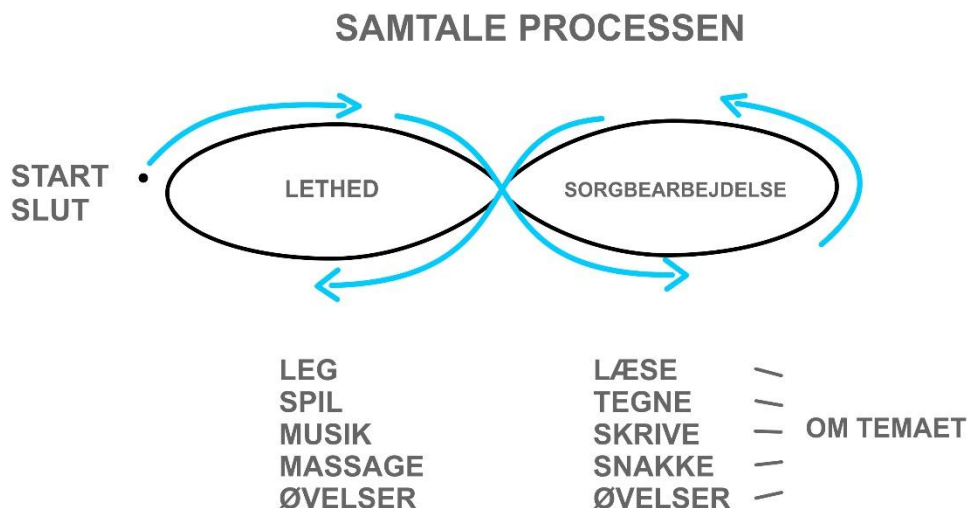 SAMTALE PROCESSEN
START
SLUT
LETHED
SORGBEARBEJDELSE
LEG
SPIL
MUSIK
MASSAGE
ØVELSER
LÆSE
TEGNE
SKRIVE
SNAKKE
ØVELSER
OM TEMAET